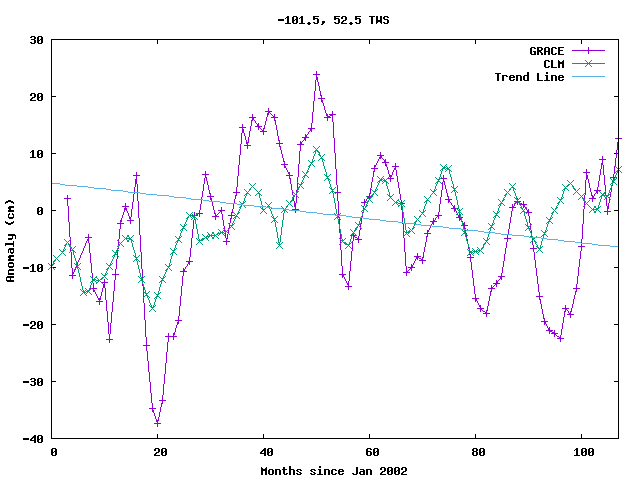 -101.5, 52.5 TWS
GRACE
CLM
Trend Line
30
20
10
0
-10
-20
-30
-40
Anomaly (cm)
0 20 40 60 80 100
Months since Jan 2002